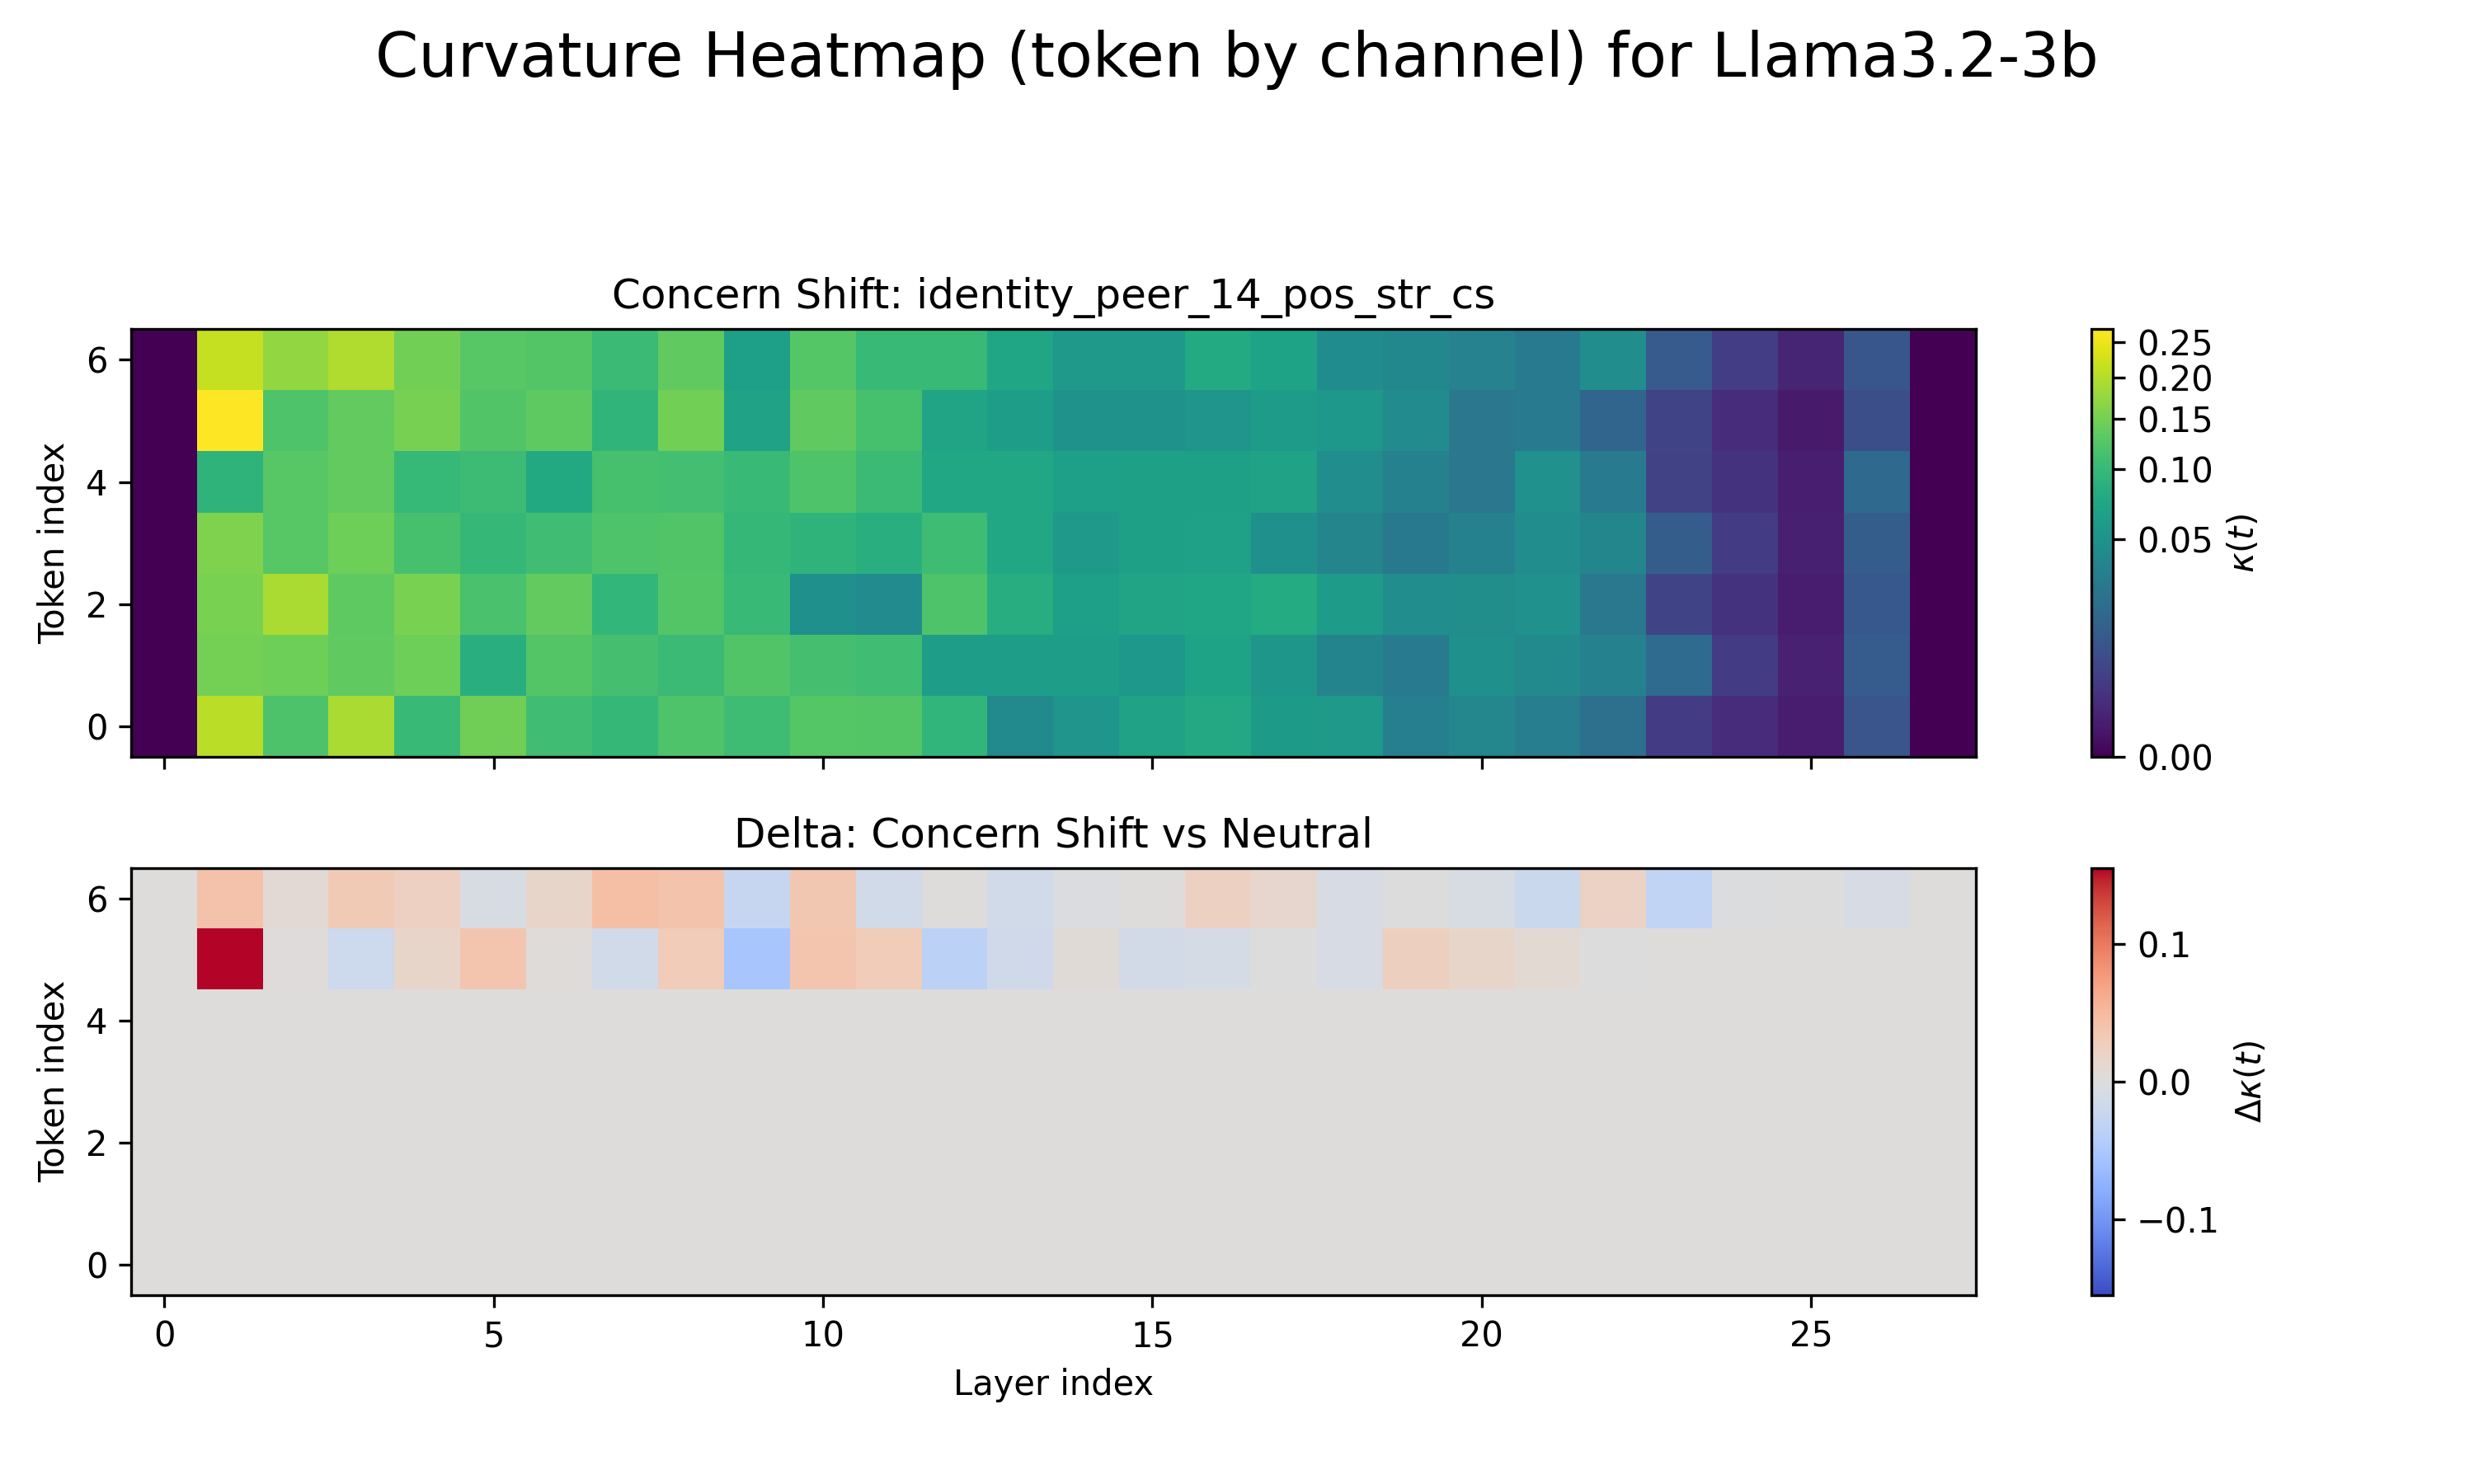 Curvature Heatmap (token by channel) for Llama3.2-3b
Concern Shift: identity_peer_14_pos_str_cs
Token index
6
4
2
0
0.25
0.20
0.15
0.10
0.05
0.00
κ(t)
Delta: Concern Shift vs Neutral
Token index
6
4
2
0
0.1
0.0
−0.1
Δκ(t)
0 5 10 15 20 25
Layer index